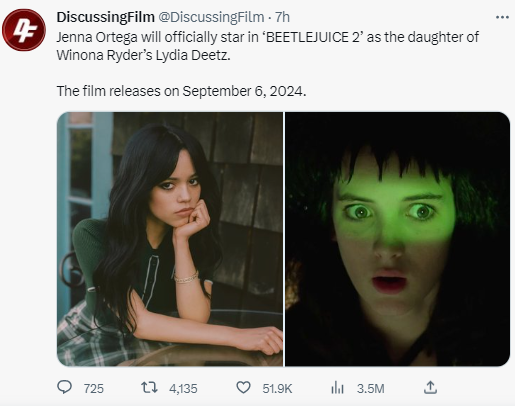 DiscussingFilm @DiscussingFilm · 7h
Jenna Ortega will officially star in ‘BEETLEJUICE 2’ as the daughter of
Winona Ryder’s Lydia Deetz.
The film releases on September 6, 2024.
725 4,135 51.9K 3.5M